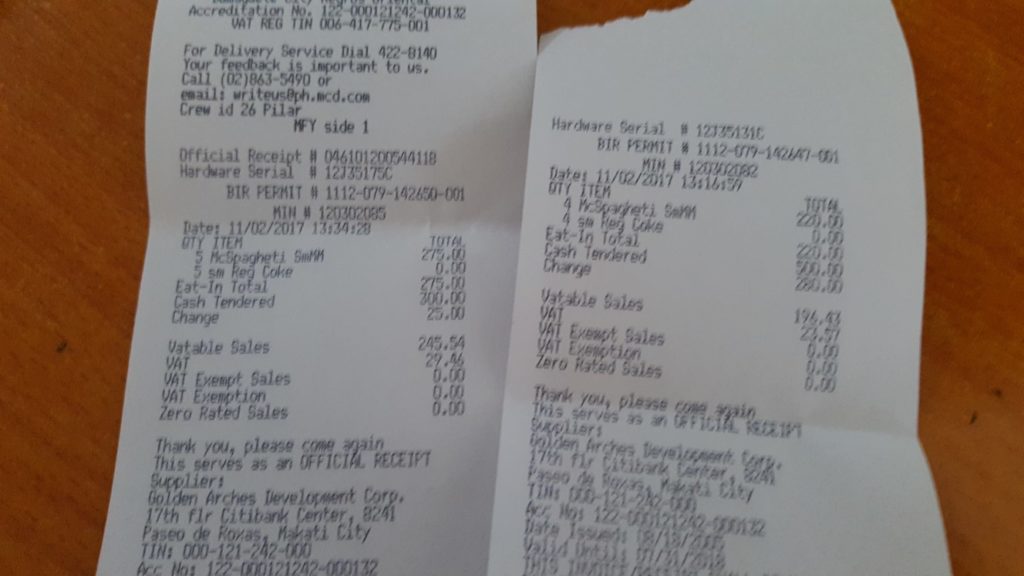 Dumaguete City Negros Oriental
Accreditation No. 122-000121242-000132
VAT REG TIN 006-417-775-001
For Delivery Service Dial 422-8140
Your feedback is important to us.
Call (02)863-5490 or
email: writeus@ph.mcd.com
Crew id 26 Pilar
MFY side 1
Official Receipt # 046101200544118
Hardware Serial # 12J35175C
BIR PERMIT # 1112-079-142650-001
MIN # 120302085
Date: 11/02/2017 13:34:28
QTY ITEM TOTAL
5 McSpagheti SmMM 275.00
5 sm Reg Coke 0.00
Eat-In Total 275.00
Cash Tendered 300.00
Change 25.00
Vatable Sales 245.54
VAT 29.46
VAT Exempt Sales 0.00
VAT Exemption 0.00
Zero Rated Sales 0.00
Thank you, please come again
This serves as an OFFICIAL RECEIPT
Supplier:
Golden Arches Development Corp.
17th flr Citibank Center, 8241
Paseo de Roxas, Makati City
TIN: 000-121-242-000
Acc No: 122-000121242-000132
Hardware Serial # 12J35131C
BIR PERMIT # 1112-079-142647-001
MIN # 120302082
Date: 11/02/2017 13:16:59
QTY ITEM TOTAL
4 McSpagheti SmMM 220.00
4 sm Reg Coke 0.00
Eat-In Total 220.00
Cash Tendered 500.00
Change 280.00
Vatable Sales 196.43
VAT 23.57
VAT Exempt Sales 0.00
VAT Exemption 0.00
Zero Rated Sales 0.00
Thank you, please come again
This serves as an OFFICIAL RECEIPT
Supplier:
Golden Arches Development Corp.
17th flr Citibank Center, 8241
Paseo de Roxas, Makati City
TIN: 000-121-242-000
Acc No: 122-000121242-000132
Date Issued:
Valid Until:
THIS